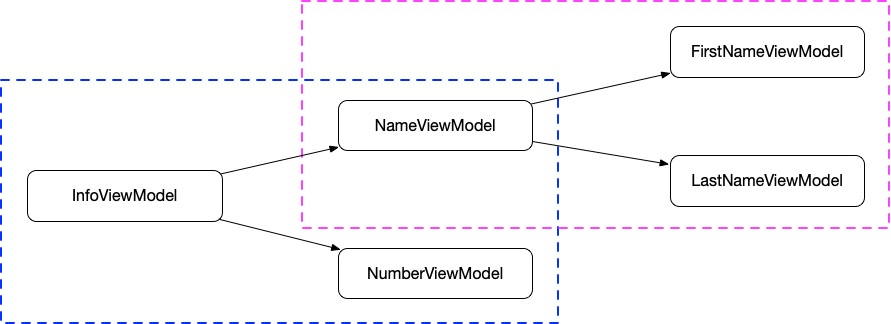 FirstNameViewModel
NameViewModel
LastNameViewModel
InfoViewModel
NumberViewModel